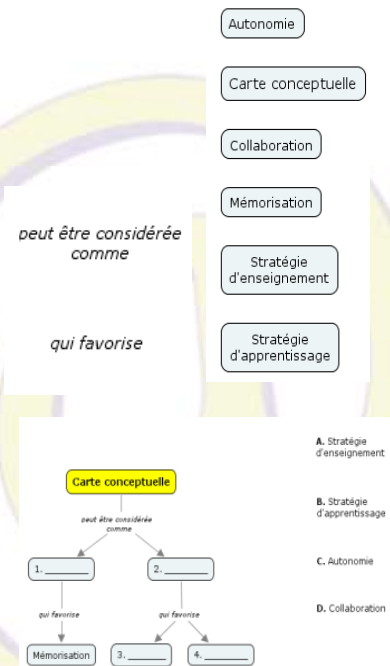 Autonomie
Carte conceptuelle
Collaboration
Mémorisation
peut être considérée
comme
Stratégie
d'enseignement
qui favorise
Stratégie
d'apprentissage
Carte conceptuelle
peut être considérée
comme
1. ________
2. ________
qui favorise
qui favorise
Mémorisation
3. ________
4. ________
A. Stratégie
d'enseignement
B. Stratégie
d'apprentissage
C. Autonomie
D. Collaboration